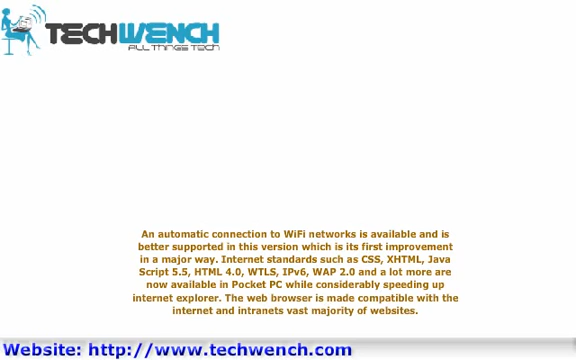 TECHWENCH
ALL THINGS TECH
An automatic connection to WiFi networks is available and is
better supported in this version which is its first improvement
in a major way. Internet standards such as CSS, XHTML, Java
Script 5.5, HTML 4.0, WTLS, IPv6, WAP 2.0 and a lot more are
now available in Pocket PC while considerably speeding up
internet explorer. The web browser is made compatible with the
internet and intranets vast majority of websites.
Website: http://www.techwench.com